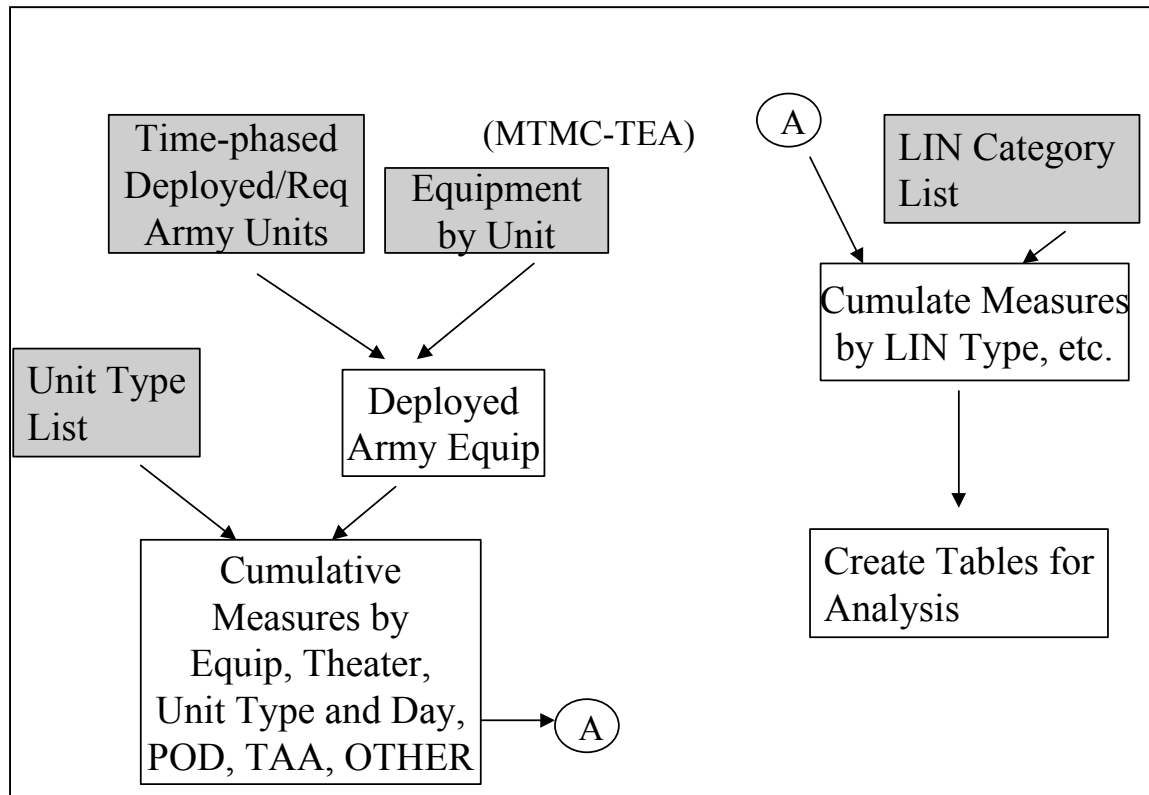 Time-phased
Deployed/Req
Army Units
(MTMC-TEA)
Equipment
by Unit
Unit Type
List
Deployed
Army Equip
Cumulative
Measures by
Equip, Theater,
Unit Type and Day,
POD, TAA, OTHER
A
A
LIN Category
List
Cumulate Measures
by LIN Type, etc.
Create Tables for
Analysis